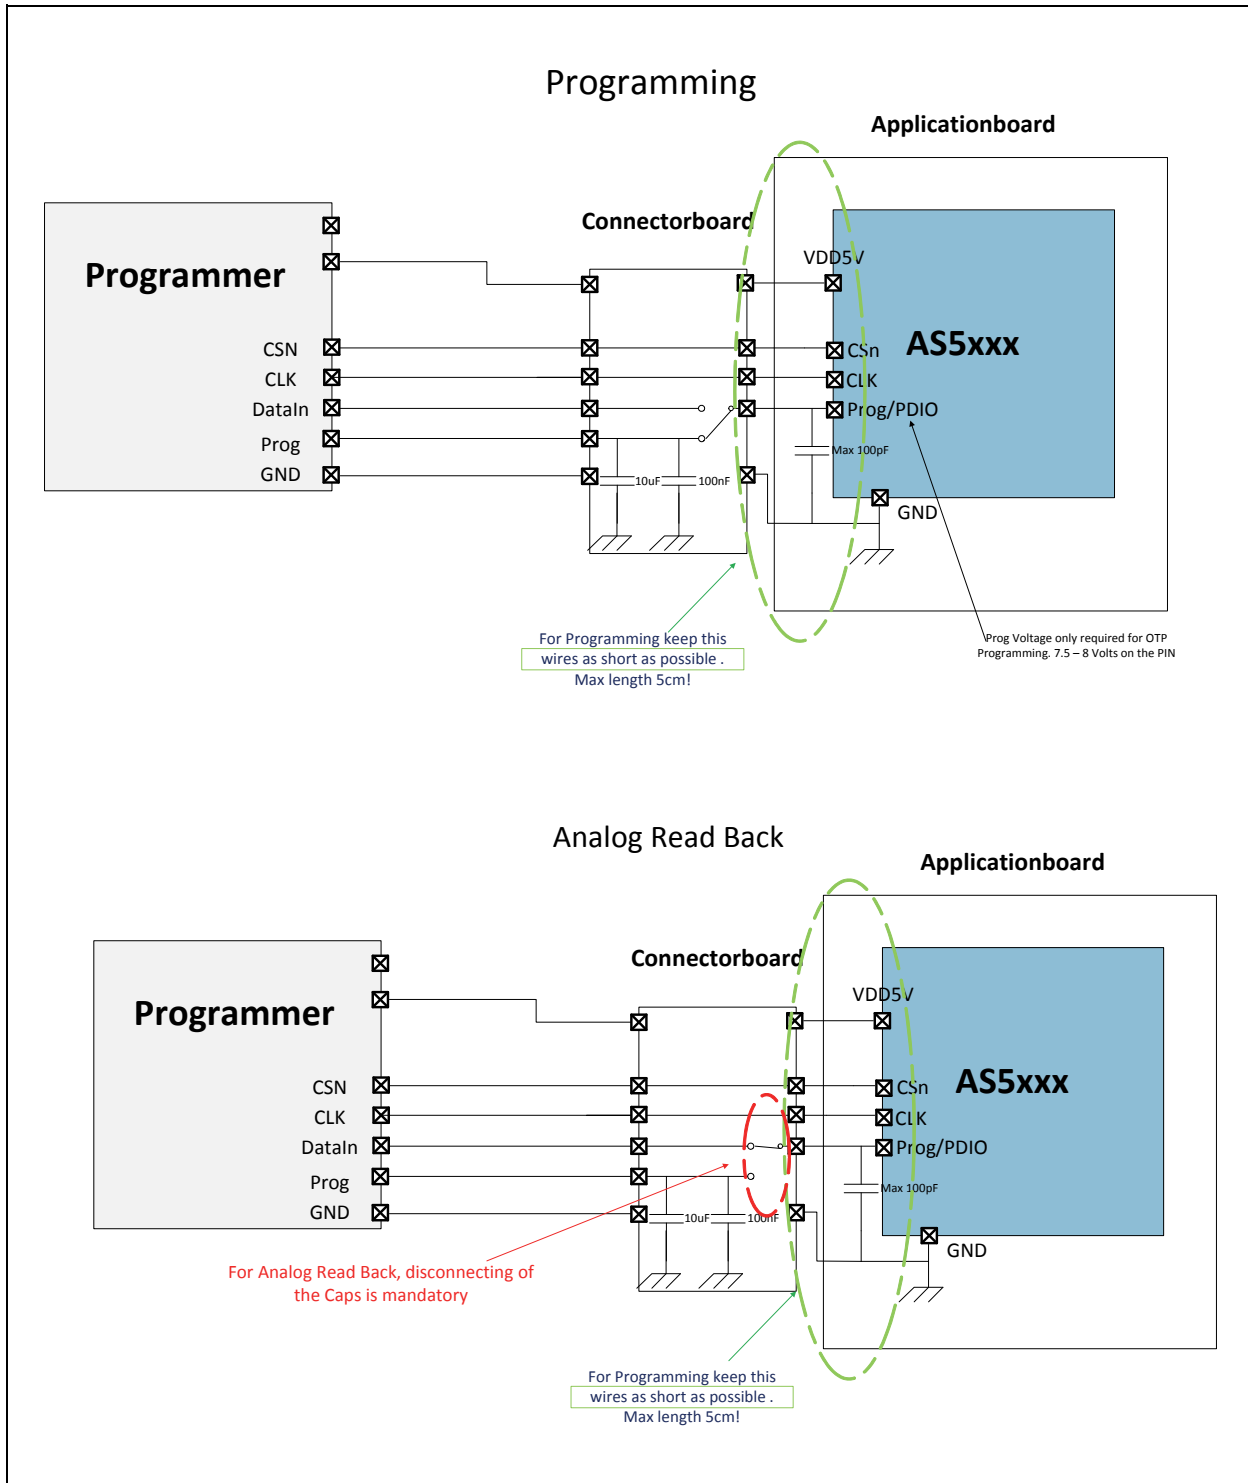 Programming
Applicationboard
Connectorboard
Programmer
VDD5V
AS5xxx
CSN
CSn
CLK
CLK
DataIn
Prog/PDIO
Prog
Max 100pF
GND
10uF
100nF
GND
For Programming keep this
wires as short as possible .
Max length 5cm!
Prog Voltage only required for OTP
Programming. 7.5 – 8 Volts on the PIN
Analog Read Back
Applicationboard
Connectorboard
Programmer
VDD5V
AS5xxx
CSN
CSn
CLK
CLK
DataIn
Prog/PDIO
Prog
Max 100pF
GND
10uF
100nF
GND
For Analog Read Back, disconnecting of
the Caps is mandatory
For Programming keep this
wires as short as possible .
Max length 5cm!